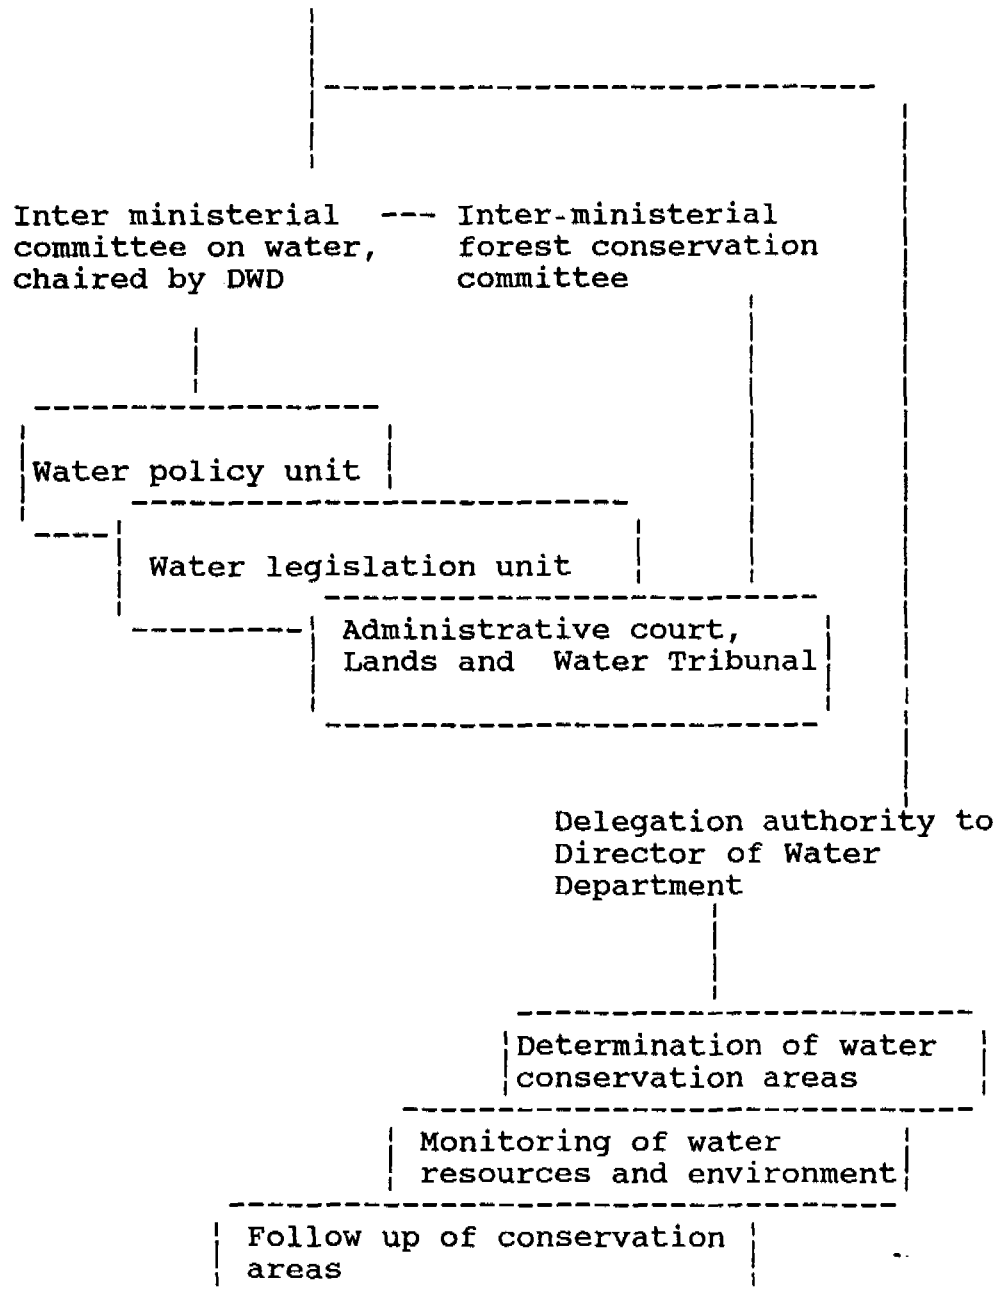 Inter ministerial --- Inter-ministerial
committee on water, forest conservation
chaired by DWD committee
Water policy unit
Water legislation unit
Administrative court,
Lands and Water Tribunal
Delegation authority to
Director of Water
Department
Determination of water
conservation areas
Monitoring of water
resources and environment
Follow up of conservation
areas